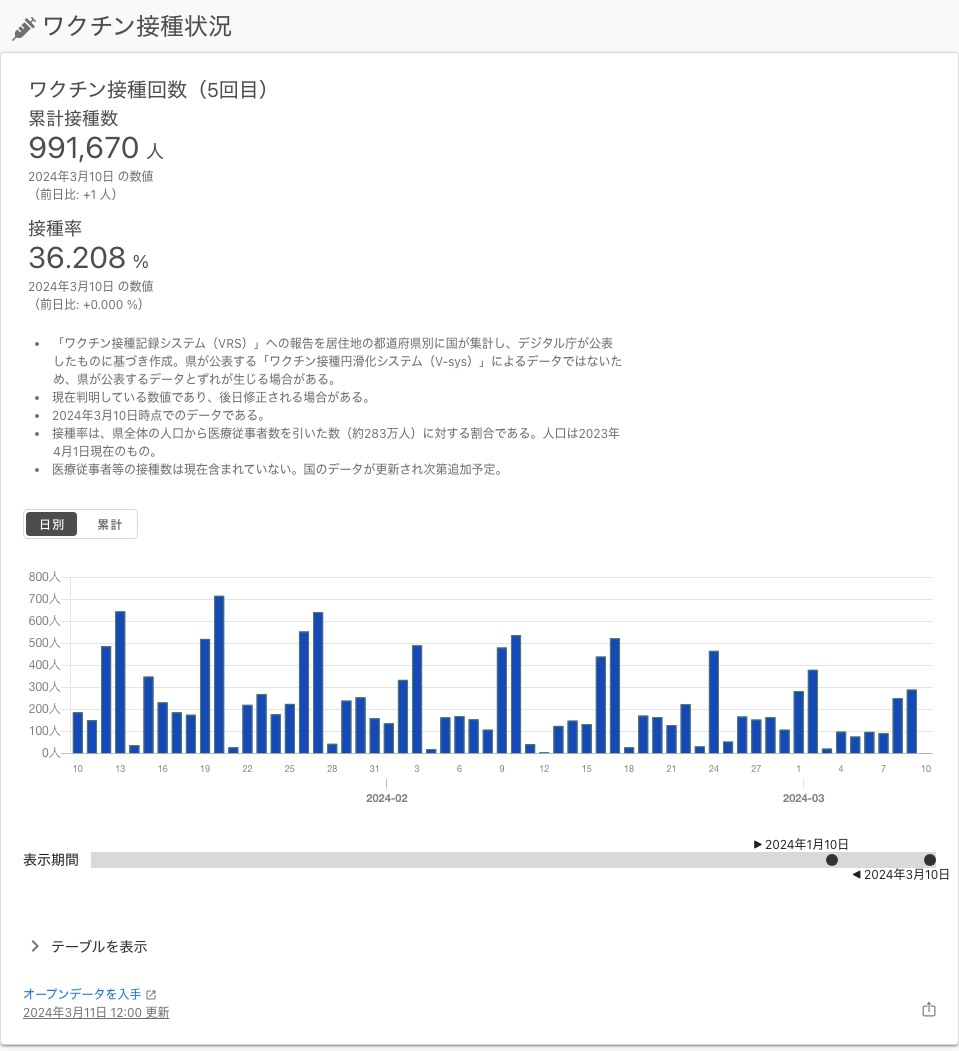 ワクチン接種状況
ワクチン接種回数（5回目）
累計接種数
991,670 人
2024年3月10日 の数値
（前日比: +1 人）
接種率
36.208 %
2024年3月10日 の数値
（前日比: +0.000 %）
• 「ワクチン接種記録システム（VRS）」への報告を居住地の都道府県別に国が集計し、デジタル庁が公表
したものに基づき作成。県が公表する「ワクチン接種円滑化システム（V-sys）」によるデータではないた
め、県が公表するデータとずれが生じる場合がある。
• 現在判明している数値であり、後日修正される場合がある。
• 2024年3月10日時点でのデータである。
• 接種率は、県全体の人口から医療従事者数を引いた数（約283万人）に対する割合である。人口は2023年
4月1日現在のもの。
• 医療従事者等の接種数は現在含まれていない。国のデータが更新され次第追加予定。
日別 累計
800人
700人
600人
500人
400人
300人
200人
100人
0人
10 13 16 19 22 25 28 31 3 6 9 12 15 18 21 24 27 1 4 7 10
2024-02 2024-03
▶ 2024年1月10日
表示期間
◀ 2024年3月10日
テーブルを表示
オープンデータを入手
2024年3月11日 12:00 更新